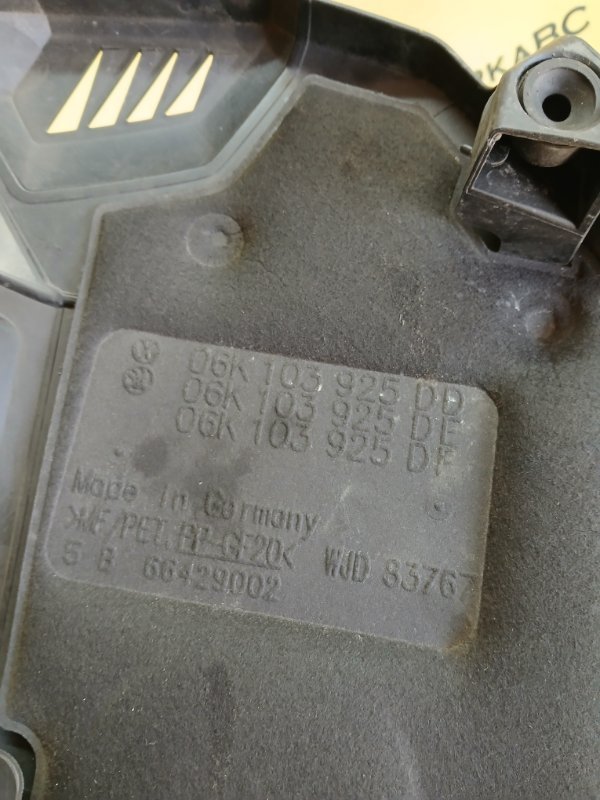 06K 103 925 DD
06K 103 925 DE
06K 103 925 DF
Made in Germany
>MF/PET,PP-GF20< WJD 83767
5 B 66429002